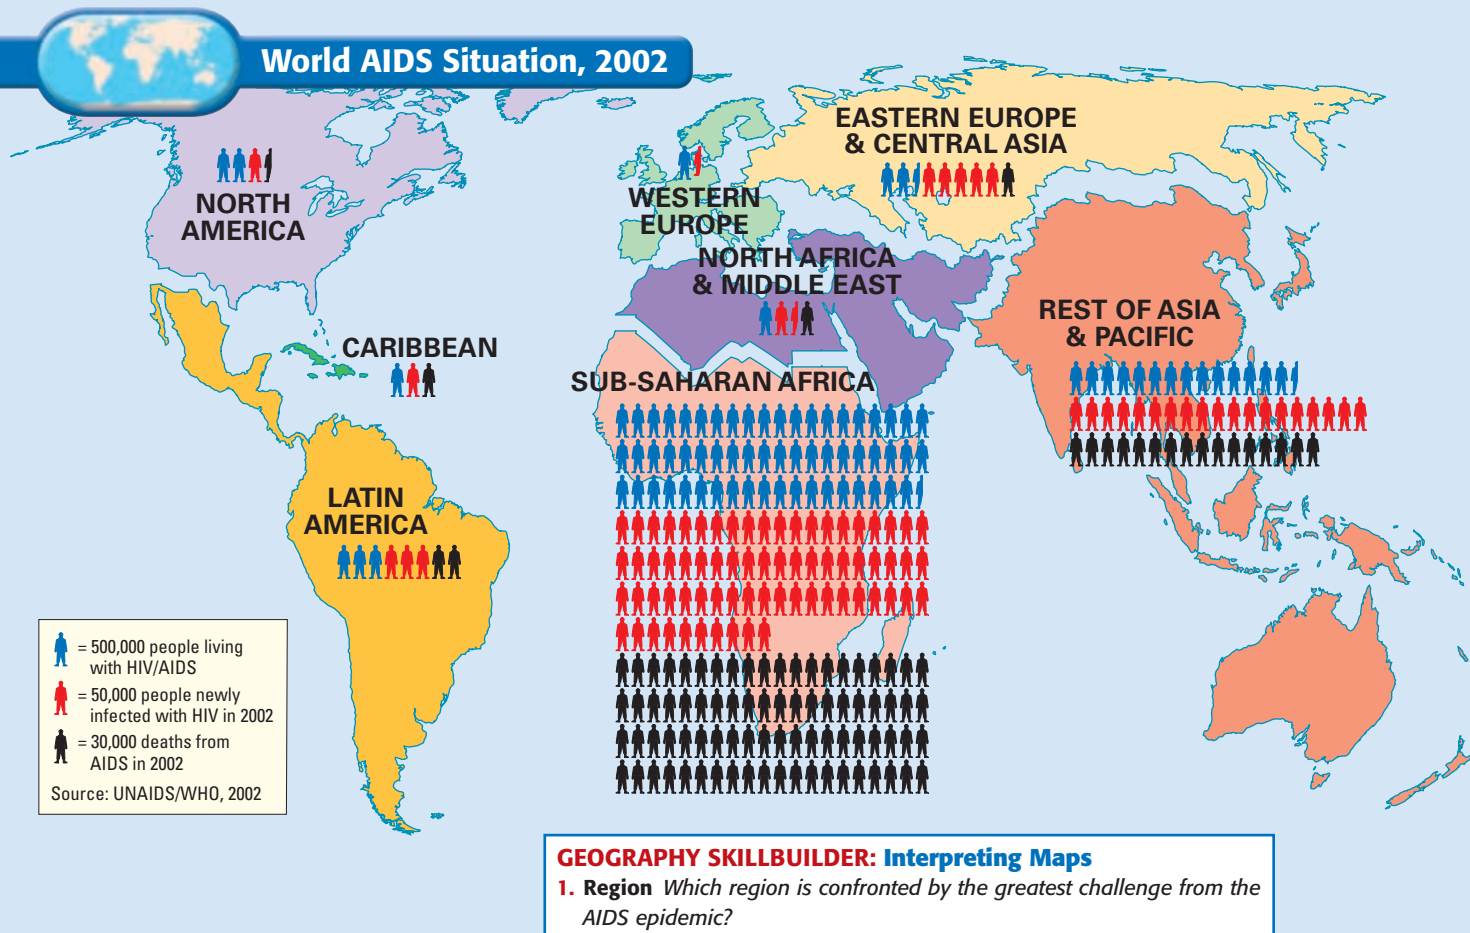 World AIDS Situation, 2002
EASTERN EUROPE
& CENTRAL ASIA
NORTH
AMERICA
WESTERN
EUROPE
NORTH AFRICA
& MIDDLE EAST
REST OF ASIA
& PACIFIC
CARIBBEAN
SUB-SAHARAN AFRICA
LATIN
AMERICA
= 500,000 people living
with HIV/AIDS
= 50,000 people newly
infected with HIV in 2002
= 30,000 deaths from
AIDS in 2002
Source: UNAIDS/WHO, 2002
GEOGRAPHY SKILLBUILDER: Interpreting Maps
1. Region Which region is confronted by the greatest challenge from the
AIDS epidemic?